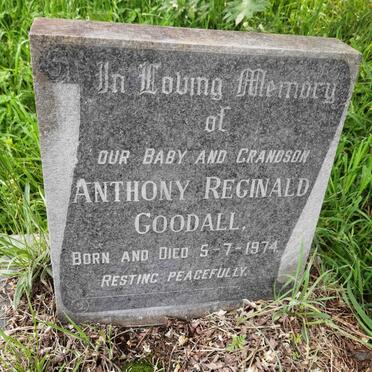 In Loving Memory
of
OUR BABY AND GRANDSON
ANTHONY REGINALD
GOODALL.
BORN AND DIED 5-7-1974.
RESTING PEACEFULLY.